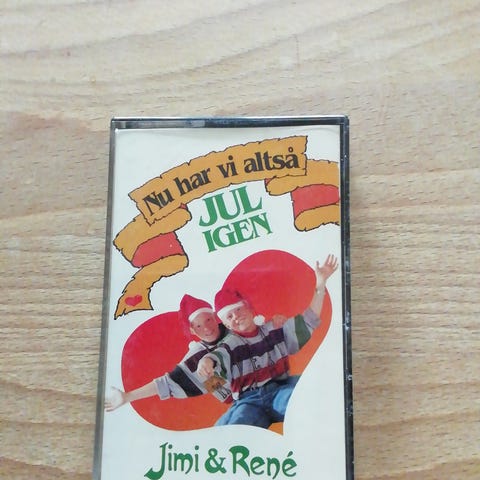 Nu har vi altså
JUL
IGEN
Jimi & René